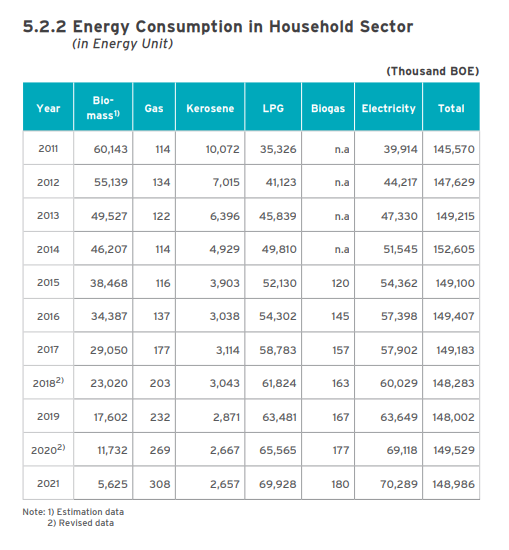 5.2.2 Energy Consumption in Household Sector
(in Energy Unit)
(Thousand BOE)
Year Bio-mass1) Gas Kerosene LPG Biogas Electricity Total
2011 60,143 114 10,072 35,326 n.a 39,914 145,570
2012 55,139 134 7,015 41,123 n.a 44,217 147,629
2013 49,527 122 6,396 45,839 n.a 47,330 149,215
2014 46,207 114 4,929 49,810 n.a 51,545 152,605
2015 38,468 116 3,903 52,130 120 54,362 149,100
2016 34,387 137 3,038 54,302 145 57,398 149,407
2017 29,050 177 3,114 58,783 157 57,902 149,183
20182) 23,020 203 3,043 61,824 163 60,029 148,283
2019 17,602 232 2,871 63,481 167 63,649 148,002
20202) 11,732 269 2,667 65,565 177 69,118 149,529
2021 5,625 308 2,657 69,928 180 70,289 148,986
Note: 1) Estimation data
2) Revised data